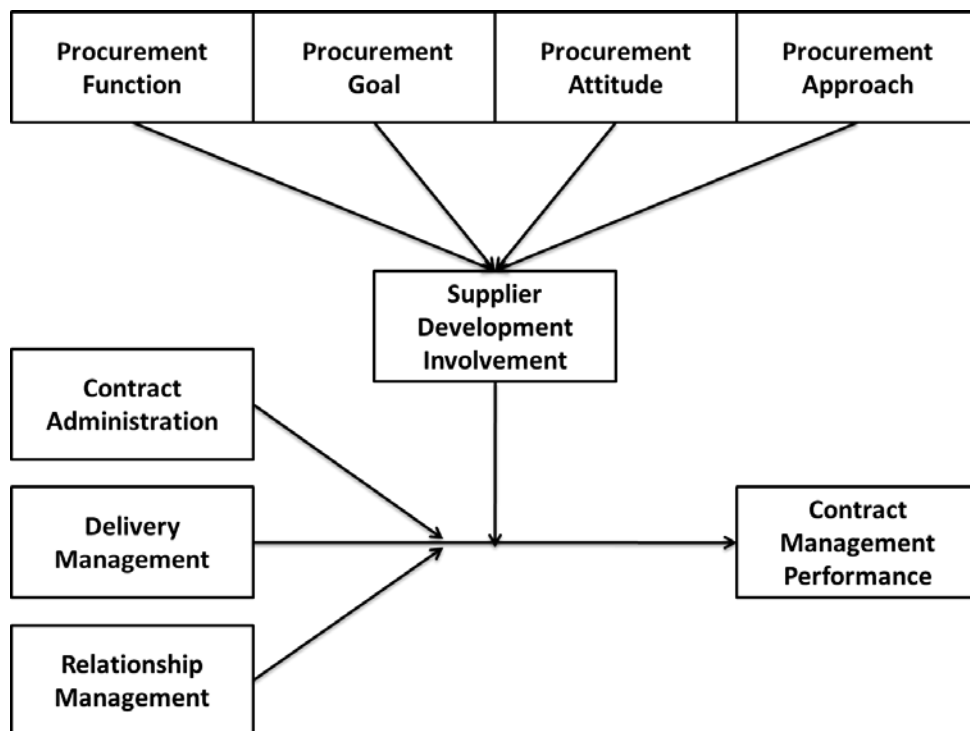 Procurement
Function
Procurement
Goal
Procurement
Attitude
Procurement
Approach
Supplier
Development
Involvement
Contract
Administration
Delivery
Management
Contract
Management
Performance
Relationship
Management